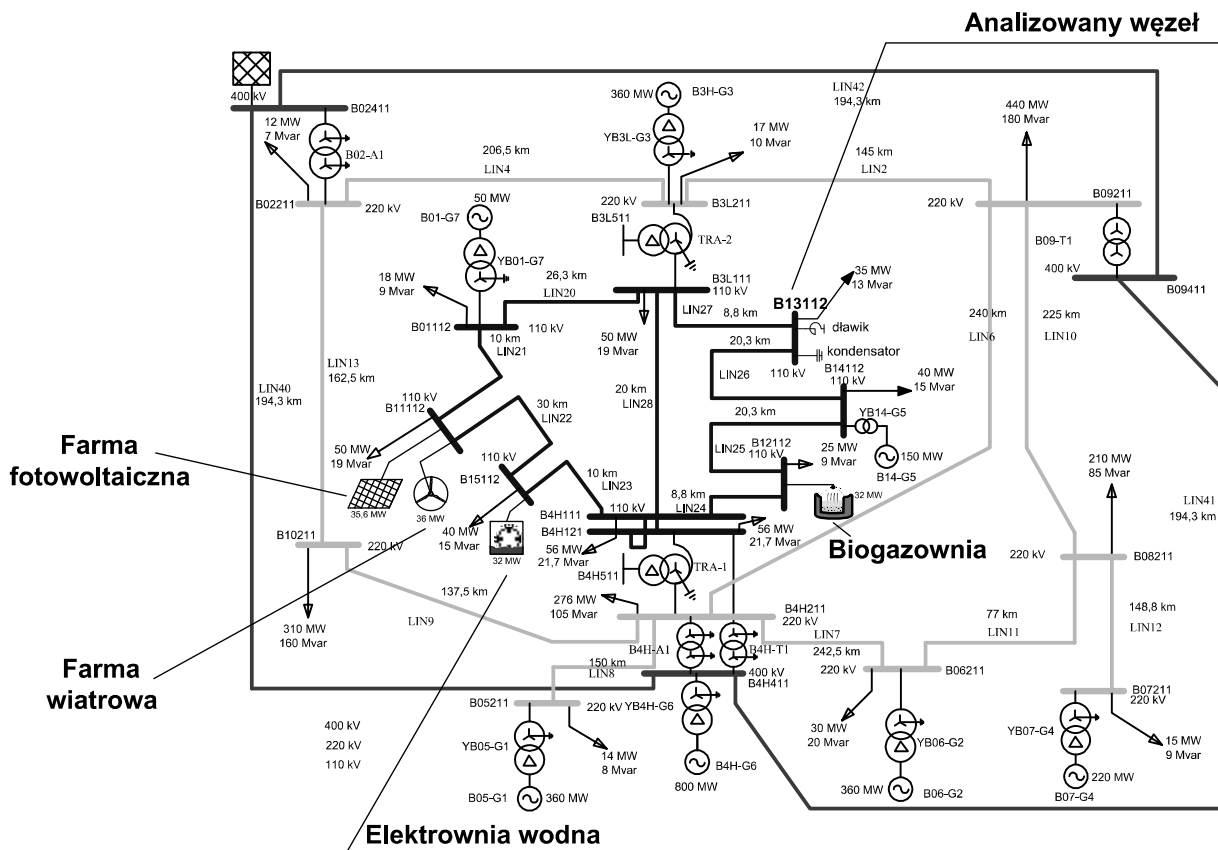 Analizowany węzeł
400 kV
B02411
12 MW
7 Mvar
B02-A1
B02211
220 kV
206,5 km
LIN4
360 MW
B3H-G3
YB3L-G3
17 MW
10 Mvar
LIN42
194,3 km
145 km
LIN2
440 MW
180 Mvar
220 kV
B09211
B09-T1
400 kV
B09411
220 kV
B3L211
B3L511
TRA-2
50 MW
B01-G7
YB01-G7
18 MW
9 Mvar
B01112
110 kV
26,3 km
LIN20
B3L111
110 kV
LIN27
8,8 km
B13112
35 MW
13 Mvar
dławik
kondensator
110 kV
20,3 km
LIN26
B14112
110 kV
40 MW
15 Mvar
YB14-G5
150 MW
B14-G5
50 MW
19 Mvar
10 km
LIN21
LIN13
162,5 km
LIN40
194,3 km
240 km
LIN6
225 km
LIN10
20 km
LIN28
20,3 km
LIN25
B12112
110 kV
25 MW
9 Mvar
32 MW
Biogazownia
110 kV
B11112
30 km
LIN22
50 MW
19 Mvar
Farma
fotowoltaiczna
35,6 MW
36 MW
110 kV
B15112
10 km
LIN23
40 MW
15 Mvar
32 MW
B4H111
110 kV
B4H121
8,8 km
LIN24
56 MW
21,7 Mvar
56 MW
21,7 Mvar
B4H511
TRA-1
B10211
220 kV
310 MW
160 Mvar
137,5 km
LIN9
276 MW
105 Mvar
B4H211
220 kV
B4H-A1
B4H-T1
400 kV
B4H411
150 km
LIN8
LIN7
242,5 km
220 kV
B06211
77 km
LIN11
210 MW
85 Mvar
220 kV
B08211
LIN41
194,3 km
148,8 km
LIN12
B07211
220 kV
YB07-G4
15 MW
9 Mvar
220 MW
B07-G4
30 MW
20 Mvar
YB06-G2
360 MW
B06-G2
Farma
wiatrowa
400 kV
220 kV
110 kV
B05211
220 kV
YB05-G1
14 MW
8 Mvar
B05-G1
360 MW
YB4H-G6
B4H-G6
800 MW
Elektrownia wodna